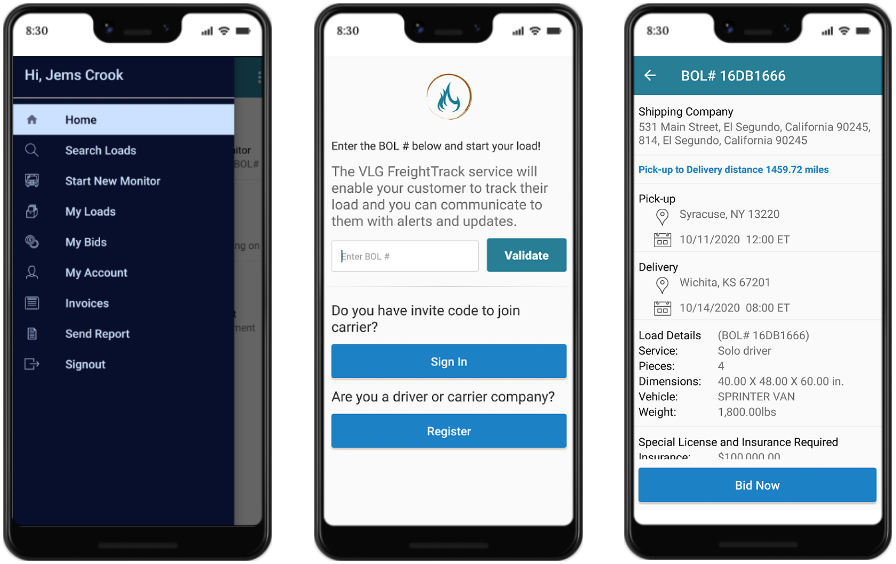 8:30
Hi, Jems Crook
Home
Search Loads
Start New Monitor
My Loads
My Bids
My Account
Invoices
Send Report
Signout
nitor
BOL#
ng on
t
ment
8:30
Enter the BOL # below and start your load!
The VLG FreightTrack service will
enable your customer to track their
load and you can communicate to
them with alerts and updates.
Enter BOL #
Validate
Do you have invite code to join
carrier?
Sign In
Are you a driver or carrier company?
Register
8:30
BOL# 16DB1666
Shipping Company
531 Main Street, El Segundo, California 90245,
814, El Segundo, California 90245
Pick-up to Delivery distance 1459.72 miles
Pick-up
Syracuse, NY 13220
10/11/2020 12:00 ET
Delivery
Wichita, KS 67201
10/14/2020 08:00 ET
Load Details (BOL# 16DB1666)
Service: Solo driver
Pieces: 4
Dimensions: 40.00 X 48.00 X 60.00 in.
Vehicle: SPRINTER VAN
Weight: 1,800.00lbs
Special License and Insurance Required
Insurance: $100,000.00
Bid Now